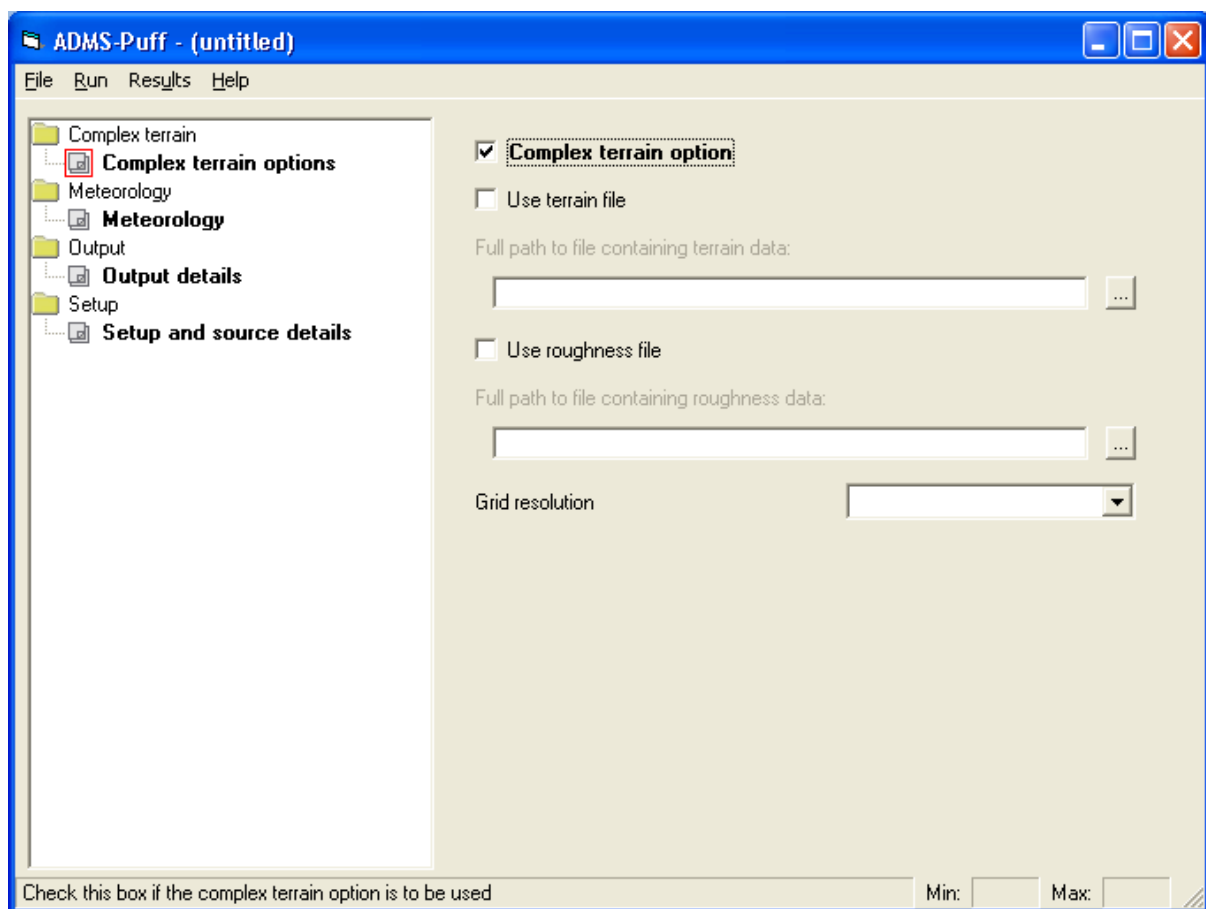 ADMS-Puff - (untitled)
File Run Results Help
Complex terrain
Complex terrain options
Meteorology
Meteorology
Output
Output details
Setup
Setup and source details
Complex terrain option
Use terrain file
Full path to file containing terrain data:
...
Use roughness file
Full path to file containing roughness data:
...
Grid resolution
Check this box if the complex terrain option is to be used Min: Max: